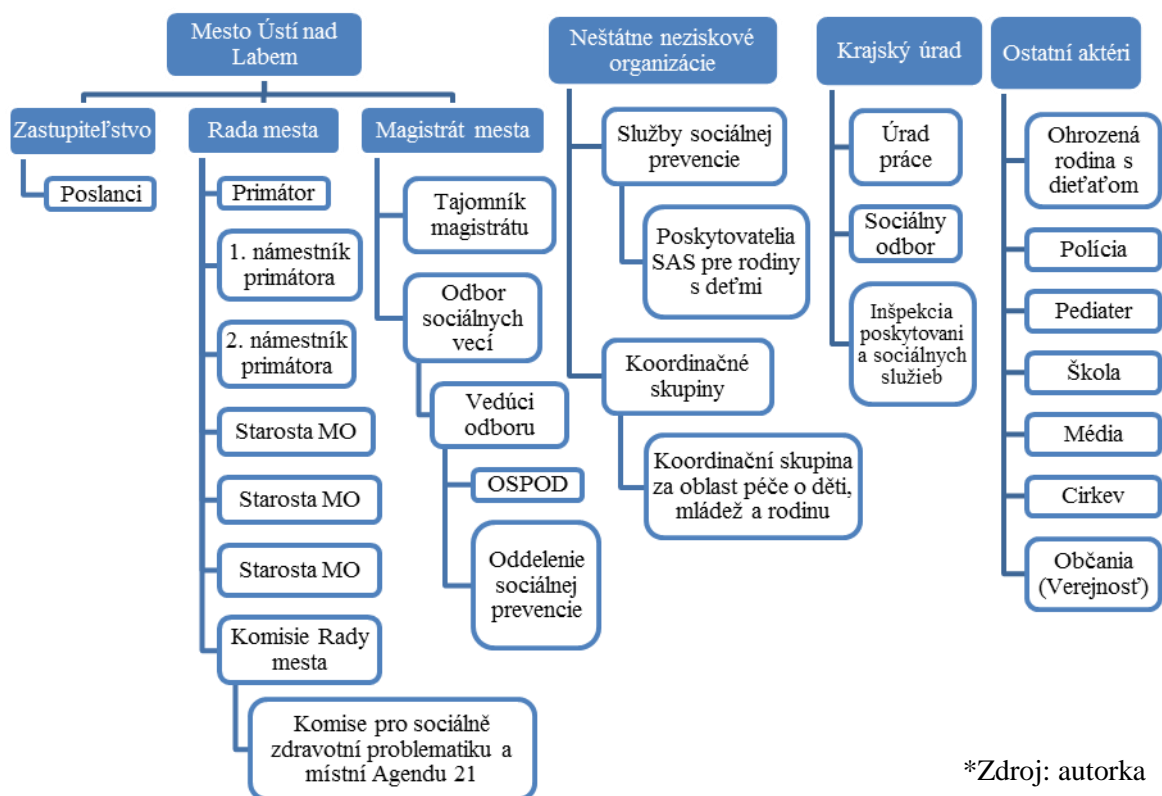 Mesto Ústí nad
Labem
Zastupiteľstvo
Poslanci
Rada mesta
Primátor
1. námestník
primátora
2. námestník
primátora
Starosta MO
Starosta MO
Starosta MO
Komisie Rady
mesta
Komise pro sociálně
zdravotní problematiku a
místní Agendu 21
Magistrát mesta
Tajomník
magistrátu
Odbor
sociálnych
vecí
Vedúci
odboru
OSPOD
Oddelenie
sociálnej
prevencie
Neštátne neziskové
organizácie
Služby sociálnej
prevencie
Poskytovatelia
SAS pre rodiny
s deťmi
Koordinačné
skupiny
Koordinační skupina
za oblast péče o děti,
mládež a rodinu
Krajský úrad
Úrad
práce
Sociálny
odbor
Inšpekcia
poskytovani
a sociálnych
služieb
Ostatní aktéri
Ohrozená
rodina s
dieťaťom
Polícia
Pediater
Škola
Média
Cirkev
Občania
(Verejnosť)
*Zdroj: autorka